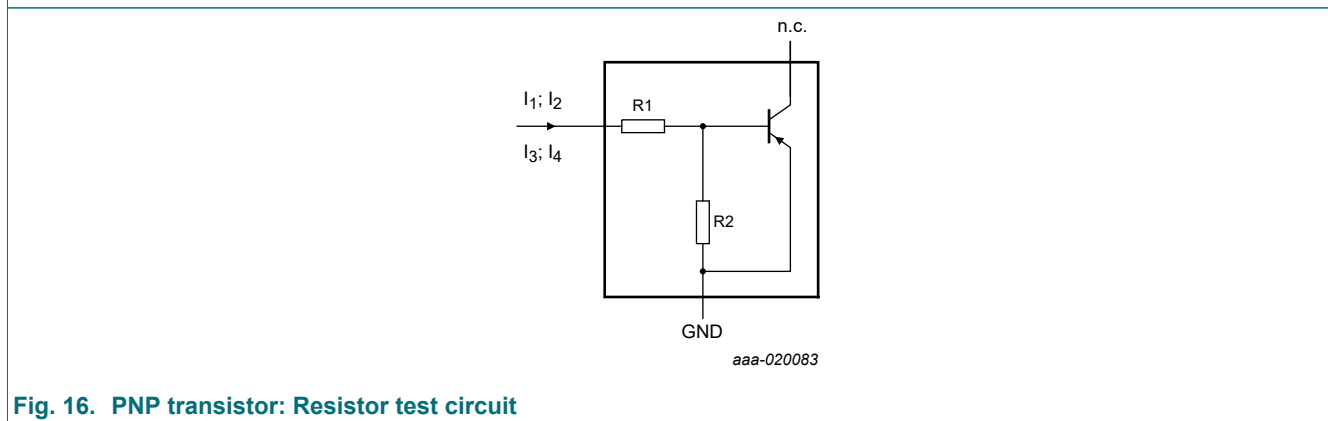 n.c.
I1; I2
R1
I3; I4
R2
GND
aaa-020083
Fig. 16. PNP transistor: Resistor test circuit